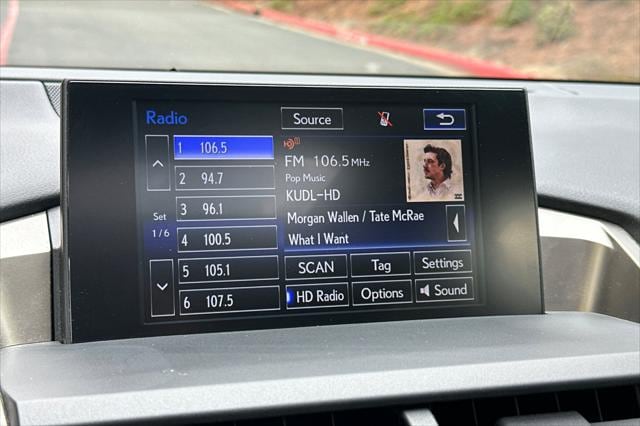 Radio
Source
1 106.5
2 94.7
3 96.1
4 100.5
5 105.1
6 107.5
Set
1/6
FM 106.5 MHz
Pop Music
KUDL-HD
Morgan Wallen / Tate McRae
What I Want
SCAN
Tag
Settings
HD Radio
Options
Sound